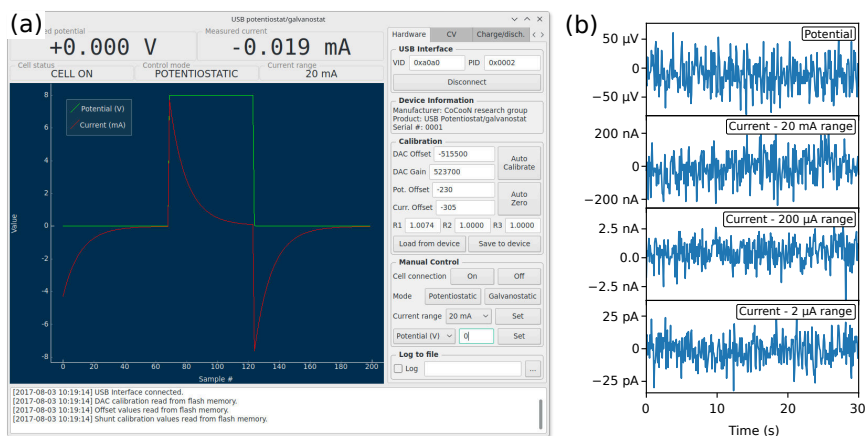 (a)
USB potentiostat/galvanostat
potential
Measured current
+0.000 V
-0.019 mA
Cell status
Control mode
Current range
CELL ON
POTENTIOSTATIC
20 mA
Potential (V)
Current (mA)
8
6
4
2
0
-2
-4
-6
-8
Value
0
20
40
60
80
100
120
140
160
180
200
Sample #
Hardware
CV
Charge/disch.
USB Interface
VID 0xa0a0 PID 0x0002
Disconnect
Device Information
Manufacturer: CoCooN research group
Product: USB Potentiostat/galvanostat
Serial #: 0001
Calibration
DAC Offset -515500
DAC Gain 523700
Auto
Calibrate
Pot. Offset -230
Curr. Offset -305
Auto
Zero
R1 1.0074 R2 1.0000 R3 1.0000
Load from device Save to device
Manual Control
Cell connection On Off
Mode Potentiostatic Galvanostatic
Current range 20 mA Set
Potential (V) 0 Set
Log to file
Log ...
[2017-08-03 10:19:14] USB Interface connected.
[2017-08-03 10:19:14] DAC calibration read from flash memory.
[2017-08-03 10:19:14] Offset values read from flash memory.
[2017-08-03 10:19:14] Shunt calibration values read from flash memory.
(b)
Potential
50 µV
0
−50 µV
Current - 20 mA range
200 nA
0
−200 nA
Current - 200 µA range
2.5 nA
0.0
−2.5 nA
Current - 2 µA range
25 pA
0
−25 pA
0 10 20 30
Time (s)